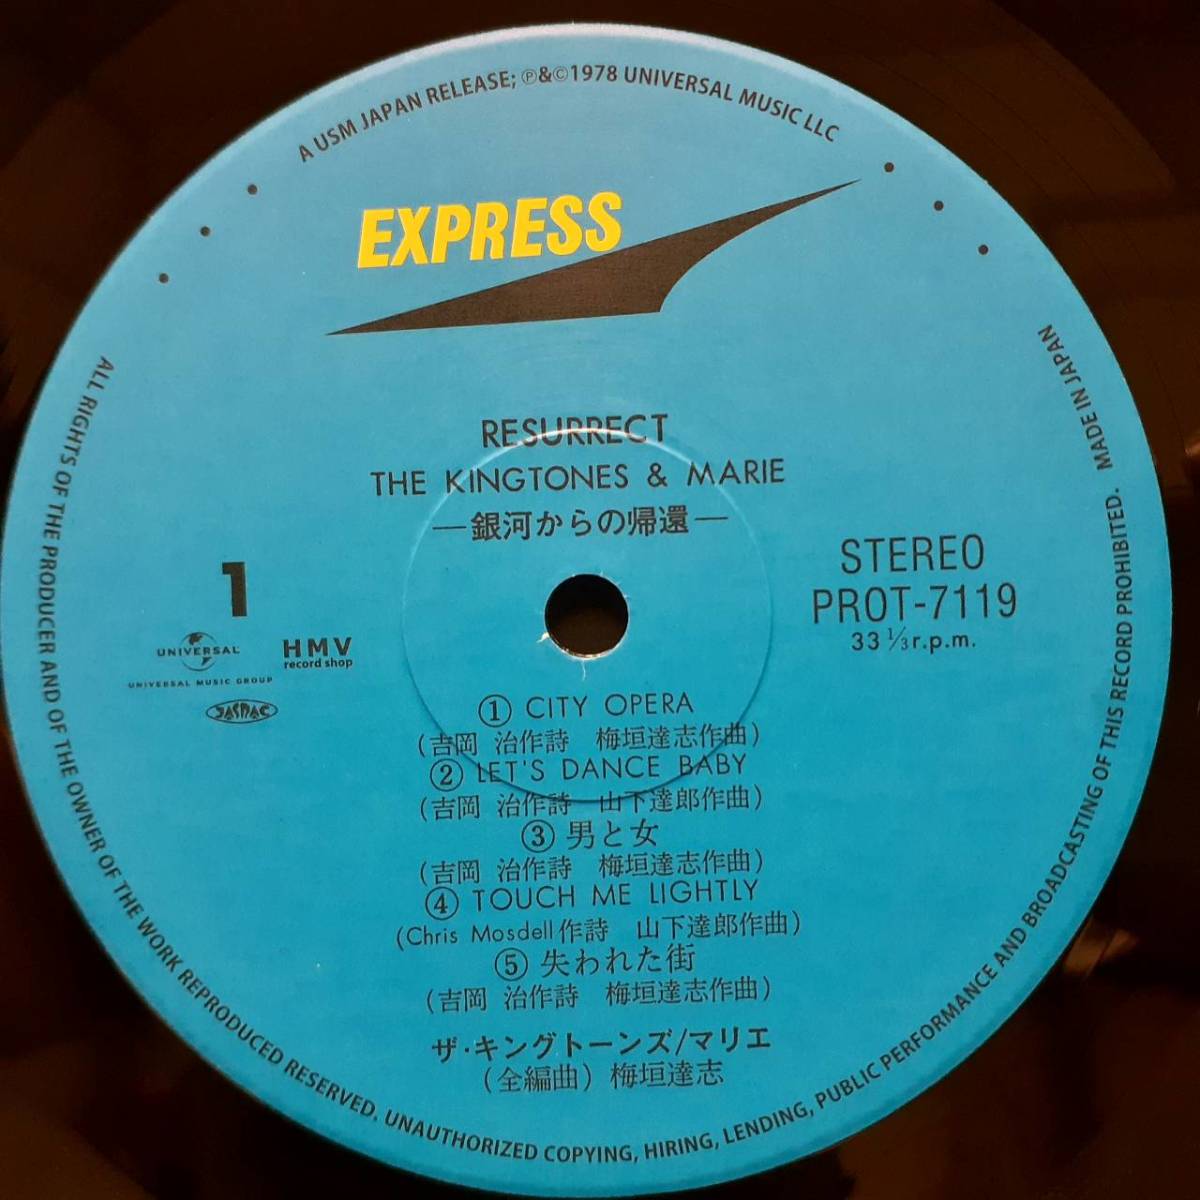 A USM JAPAN RELEASE; ℗&©1978 UNIVERSAL MUSIC LLC
EXPRESS
RESURRECT
THE KINGTONES & MARIE
—銀河からの帰還—
1
UNIVERSAL
UNIVERSAL MUSIC GROUP
HMV
record shop
JASRAC
STEREO
PROT-7119
33 1/3 r.p.m.
① CITY OPERA
(吉岡 治作詩 梅垣達志作曲)
② LET'S DANCE BABY
(吉岡 治作詩 山下達郎作曲)
③ 男と女
(吉岡 治作詩 梅垣達志作曲)
④ TOUCH ME LIGHTLY
(Chris Mosdell作詩 山下達郎作曲)
⑤ 失われた街
(吉岡 治作詩 梅垣達志作曲)
ザ・キングトーンズ/マリエ
(全編曲) 梅垣達志
ALL RIGHTS OF THE PRODUCER AND OF THE OWNER OF THE WORK REPRODUCED RESERVED. UNAUTHORIZED COPYING, HIRING, LENDING, PUBLIC PERFORMANCE AND BROADCASTING OF THIS RECORD PROHIBITED. MADE IN JAPAN